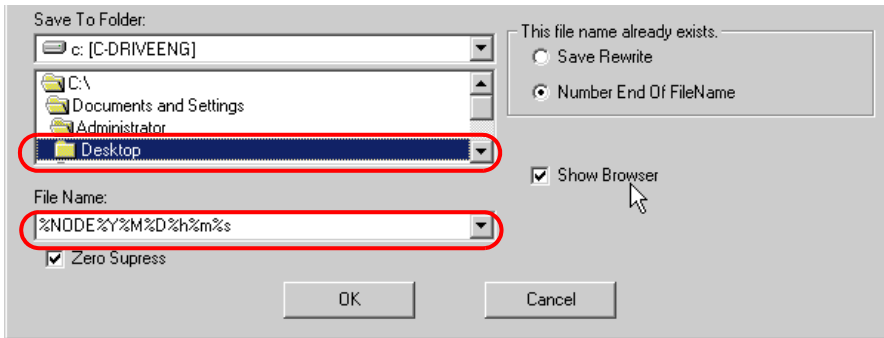 Save To Folder:
c: [C-DRIVEENG]
C:\
Documents and Settings
Administrator
Desktop
File Name:
%NODE%Y%M%D%h%m%s
Zero Supress
This file name already exists.
Save Rewrite
Number End Of FileName
Show Browser
OK
Cancel